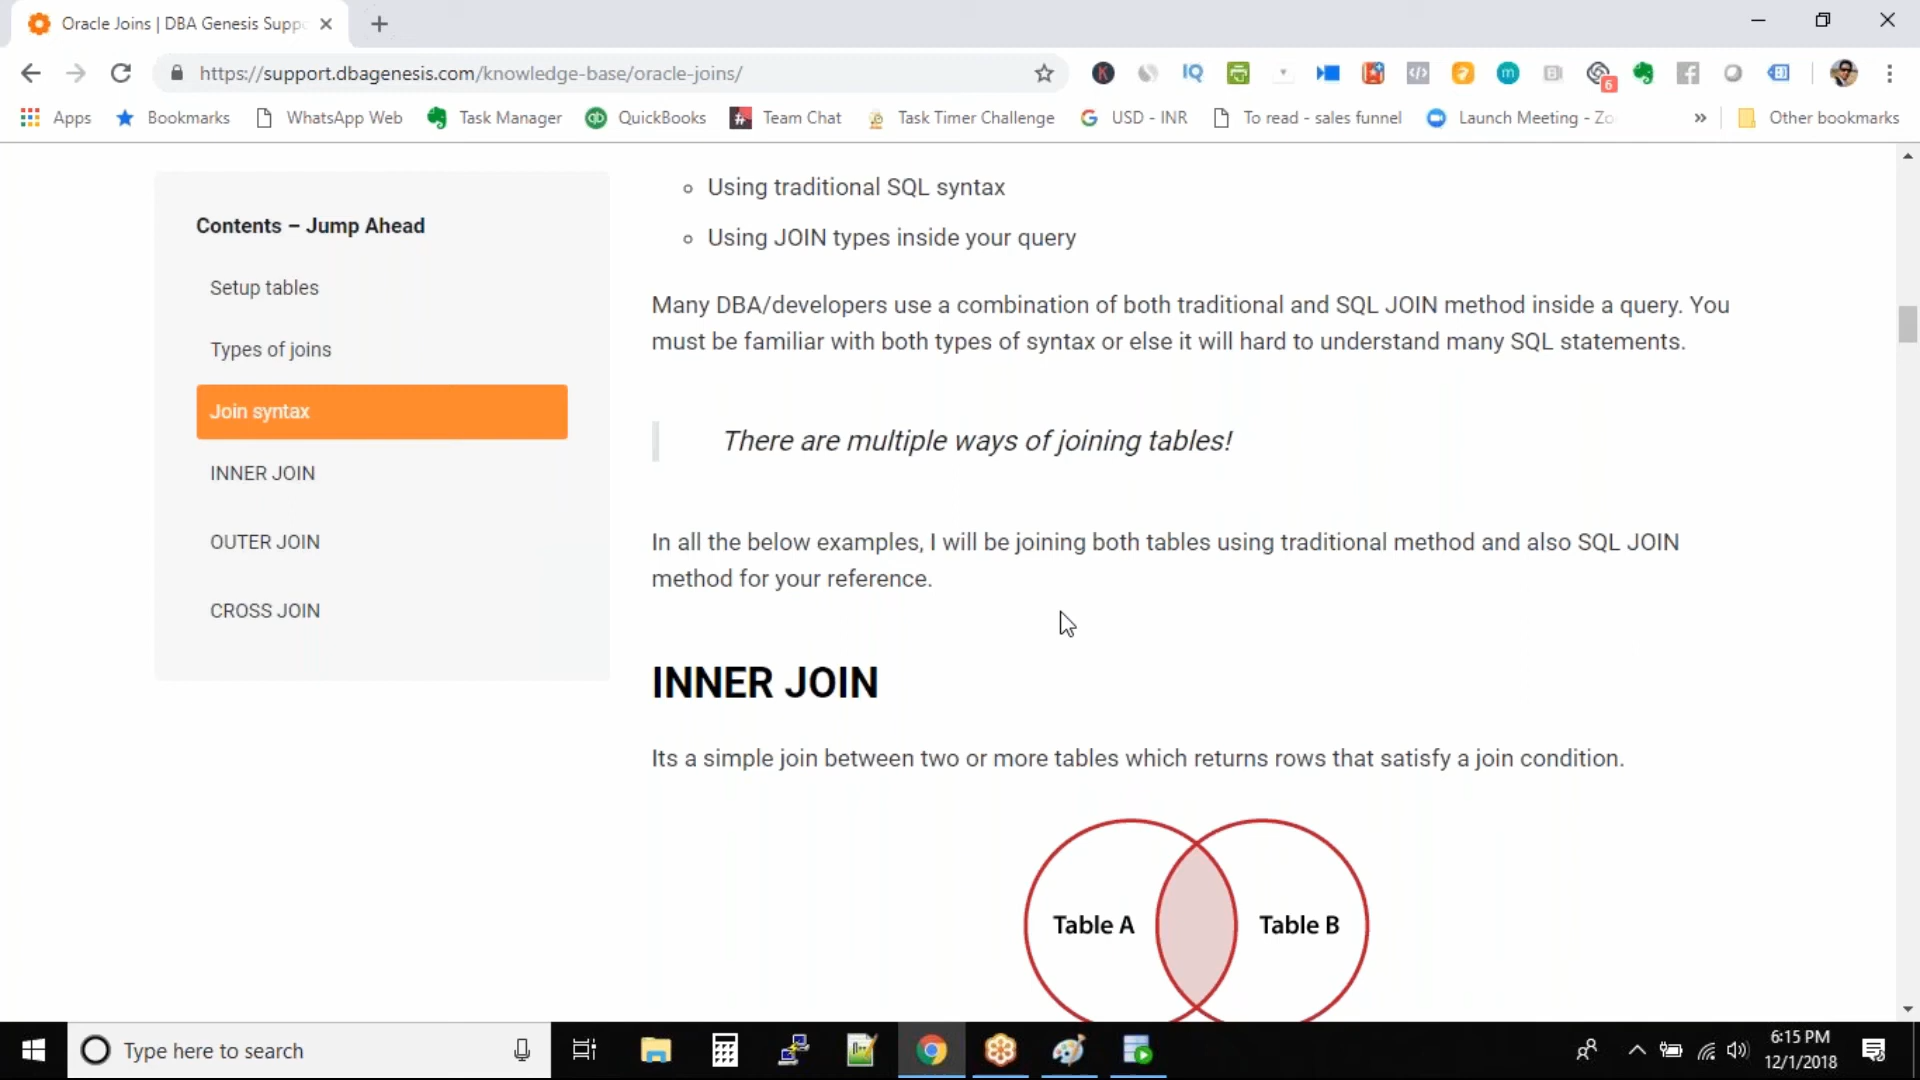 Oracle Joins | DBA Genesis Supp
https://support.dbagenesis.com/knowledge-base/oracle-joins/
IQ
6
Apps
Bookmarks
WhatsApp Web
Task Manager
QuickBooks
Team Chat
Task Timer Challenge
USD - INR
To read - sales funnel
Launch Meeting - Zo
Other bookmarks
Contents – Jump Ahead
Setup tables
Types of joins
Join syntax
INNER JOIN
OUTER JOIN
CROSS JOIN
Using traditional SQL syntax
Using JOIN types inside your query
Many DBA/developers use a combination of both traditional and SQL JOIN method inside a query. You
must be familiar with both types of syntax or else it will hard to understand many SQL statements.
There are multiple ways of joining tables!
In all the below examples, I will be joining both tables using traditional method and also SQL JOIN
method for your reference.
INNER JOIN
Its a simple join between two or more tables which returns rows that satisfy a join condition.
Table A
Table B
Type here to search
6:15 PM
12/1/2018